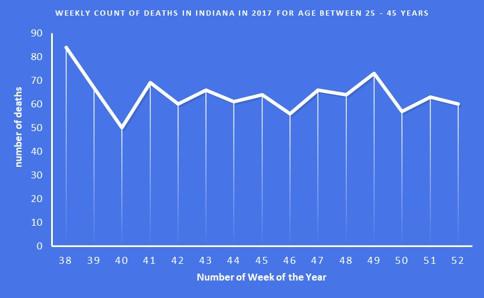 WEEKLY COUNT OF DEATHS IN INDIANA IN 2017 FOR AGE BETWEEN 25 – 45 YEARS
90
80
70
60
50
40
30
20
10
0
number of deaths
38 39 40 41 42 43 44 45 46 47 48 49 50 51 52
Number of Week of the Year